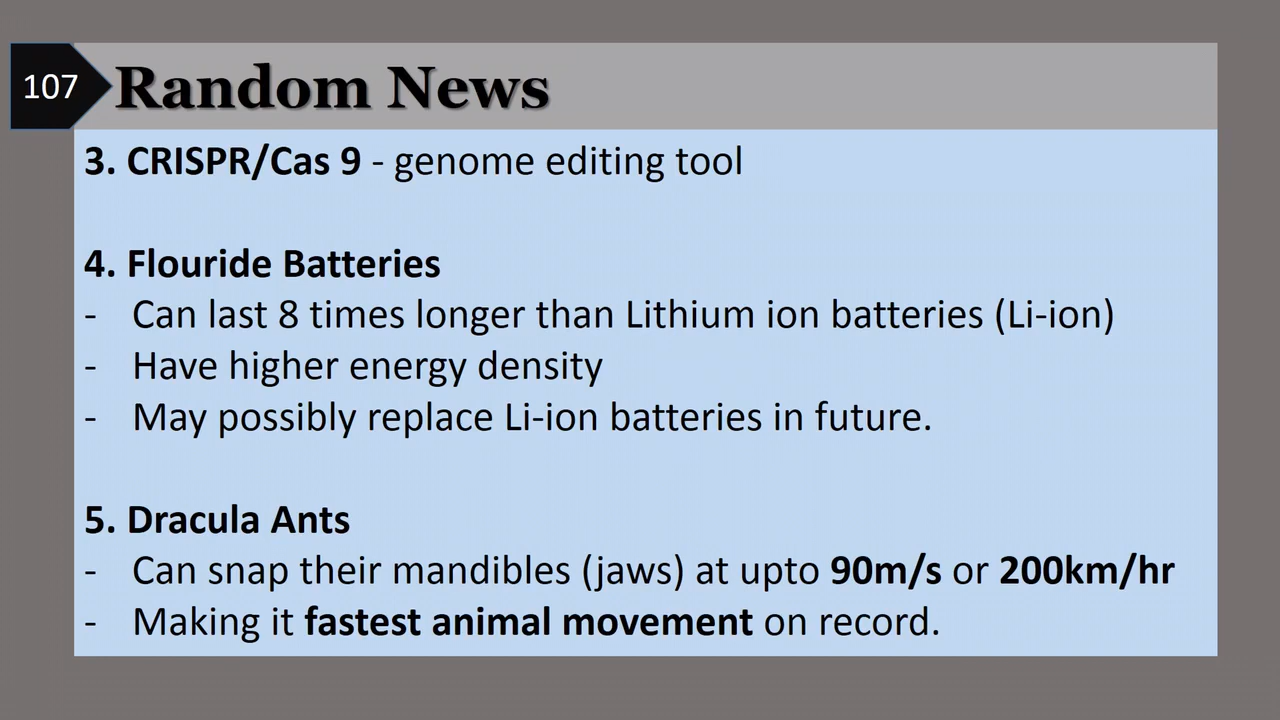 107
Random News
3. CRISPR/Cas 9 - genome editing tool
4. Flouride Batteries
- Can last 8 times longer than Lithium ion batteries (Li-ion)
- Have higher energy density
- May possibly replace Li-ion batteries in future.
5. Dracula Ants
- Can snap their mandibles (jaws) at upto 90m/s or 200km/hr
- Making it fastest animal movement on record.